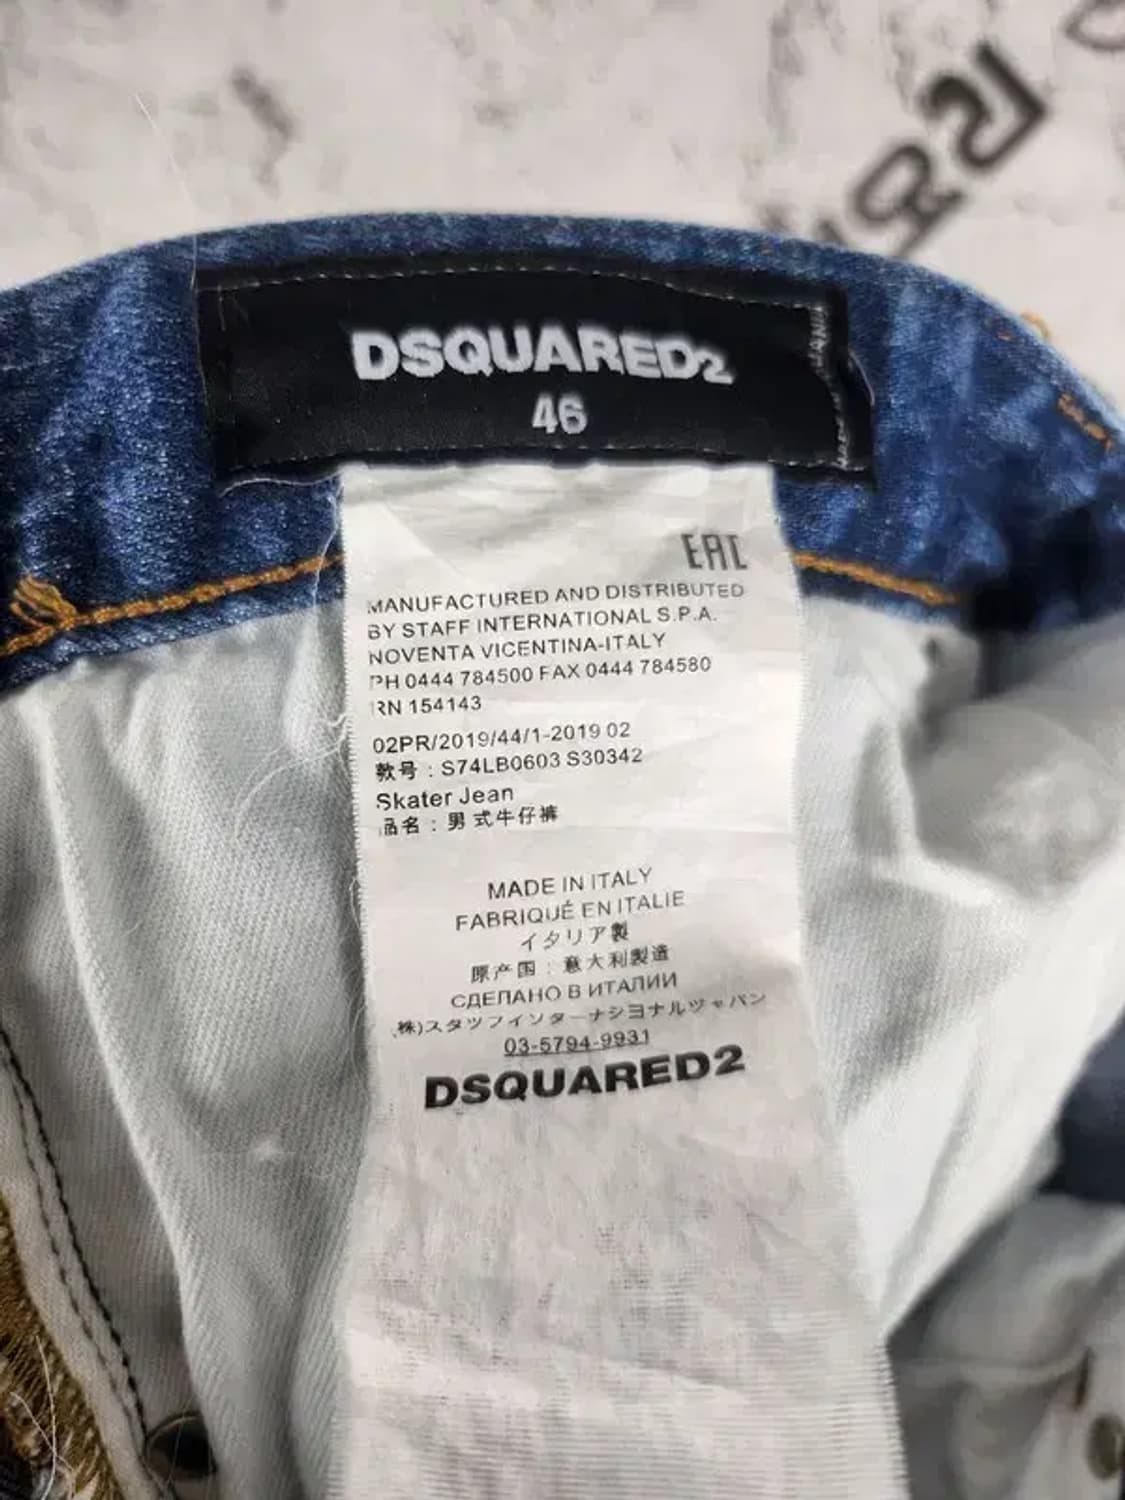 DSQUARED2
46
EAC
MANUFACTURED AND DISTRIBUTED
BY STAFF INTERNATIONAL S.P.A.
NOVENTA VICENTINA-ITALY
PH 0444 784500 FAX 0444 784580
RN 154143
02PR/2019/44/1-2019 02
款号 : S74LB0603 S30342
Skater Jean
品名 : 男式牛仔裤
MADE IN ITALY
FABRIQUÉ EN ITALIE
イタリア製
原产国 : 意大利製造
СДЕЛАНО В ИТАЛИИ
(株)スタッフインターナショナルジャパン
03-5794-9931
DSQUARED2